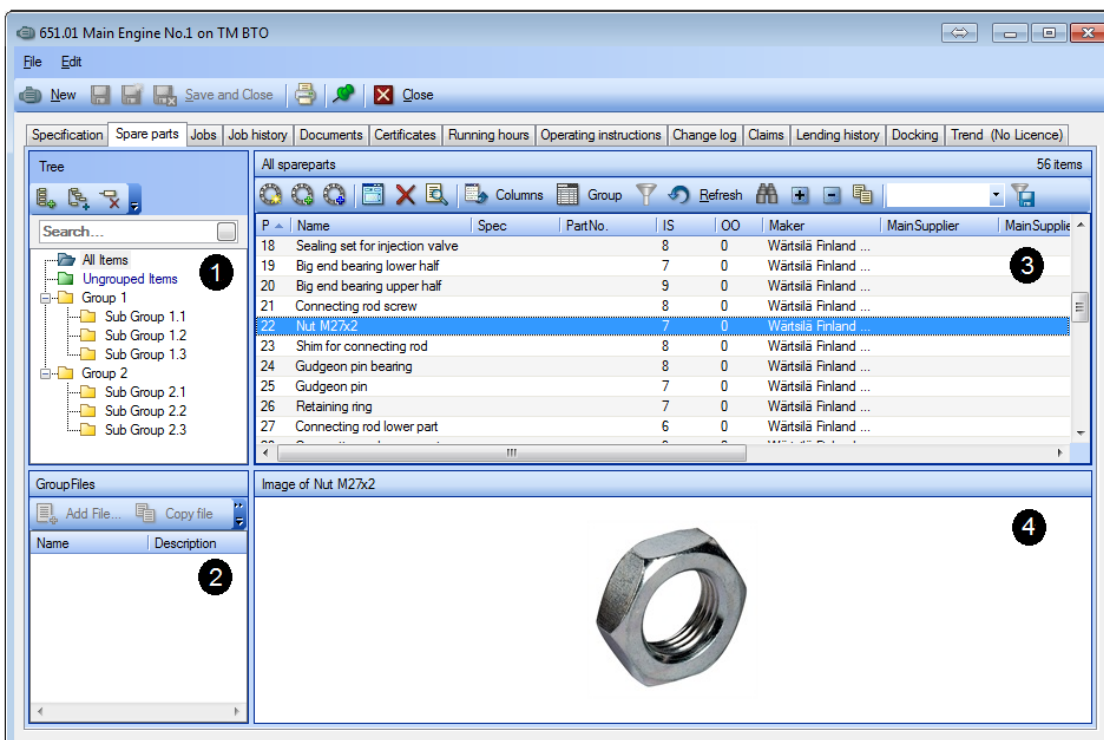 651.01 Main Engine No.1 on TM BTO
File Edit
New Save and Close Close
Specification Spare parts Jobs Job history Documents Certificates Running hours Operating instructions Change log Claims Lending history Docking Trend (No Licence)
Tree
Search...
All Items
Ungrouped Items
Group 1
Sub Group 1.1
Sub Group 1.2
Sub Group 1.3
Group 2
Sub Group 2.1
Sub Group 2.2
Sub Group 2.3
1
All spareparts 56 items
Columns Group Refresh
P Name Spec PartNo. IS OO Maker MainSupplier MainSupplie
18 Sealing set for injection valve 8 0 Wärtsilä Finland ...
19 Big end bearing lower half 7 0 Wärtsilä Finland ...
20 Big end bearing upper half 9 0 Wärtsilä Finland ...
21 Connecting rod screw 8 0 Wärtsilä Finland ...
22 Nut M27x2 7 0 Wärtsilä Finland ...
23 Shim for connecting rod 8 0 Wärtsilä Finland ...
24 Gudgeon pin bearing 8 0 Wärtsilä Finland ...
25 Gudgeon pin 7 0 Wärtsilä Finland ...
26 Retaining ring 7 0 Wärtsilä Finland ...
27 Connecting rod lower part 6 0 Wärtsilä Finland ...
3
GroupFiles
Add File... Copy file
Name Description
2
Image of Nut M27x2
4